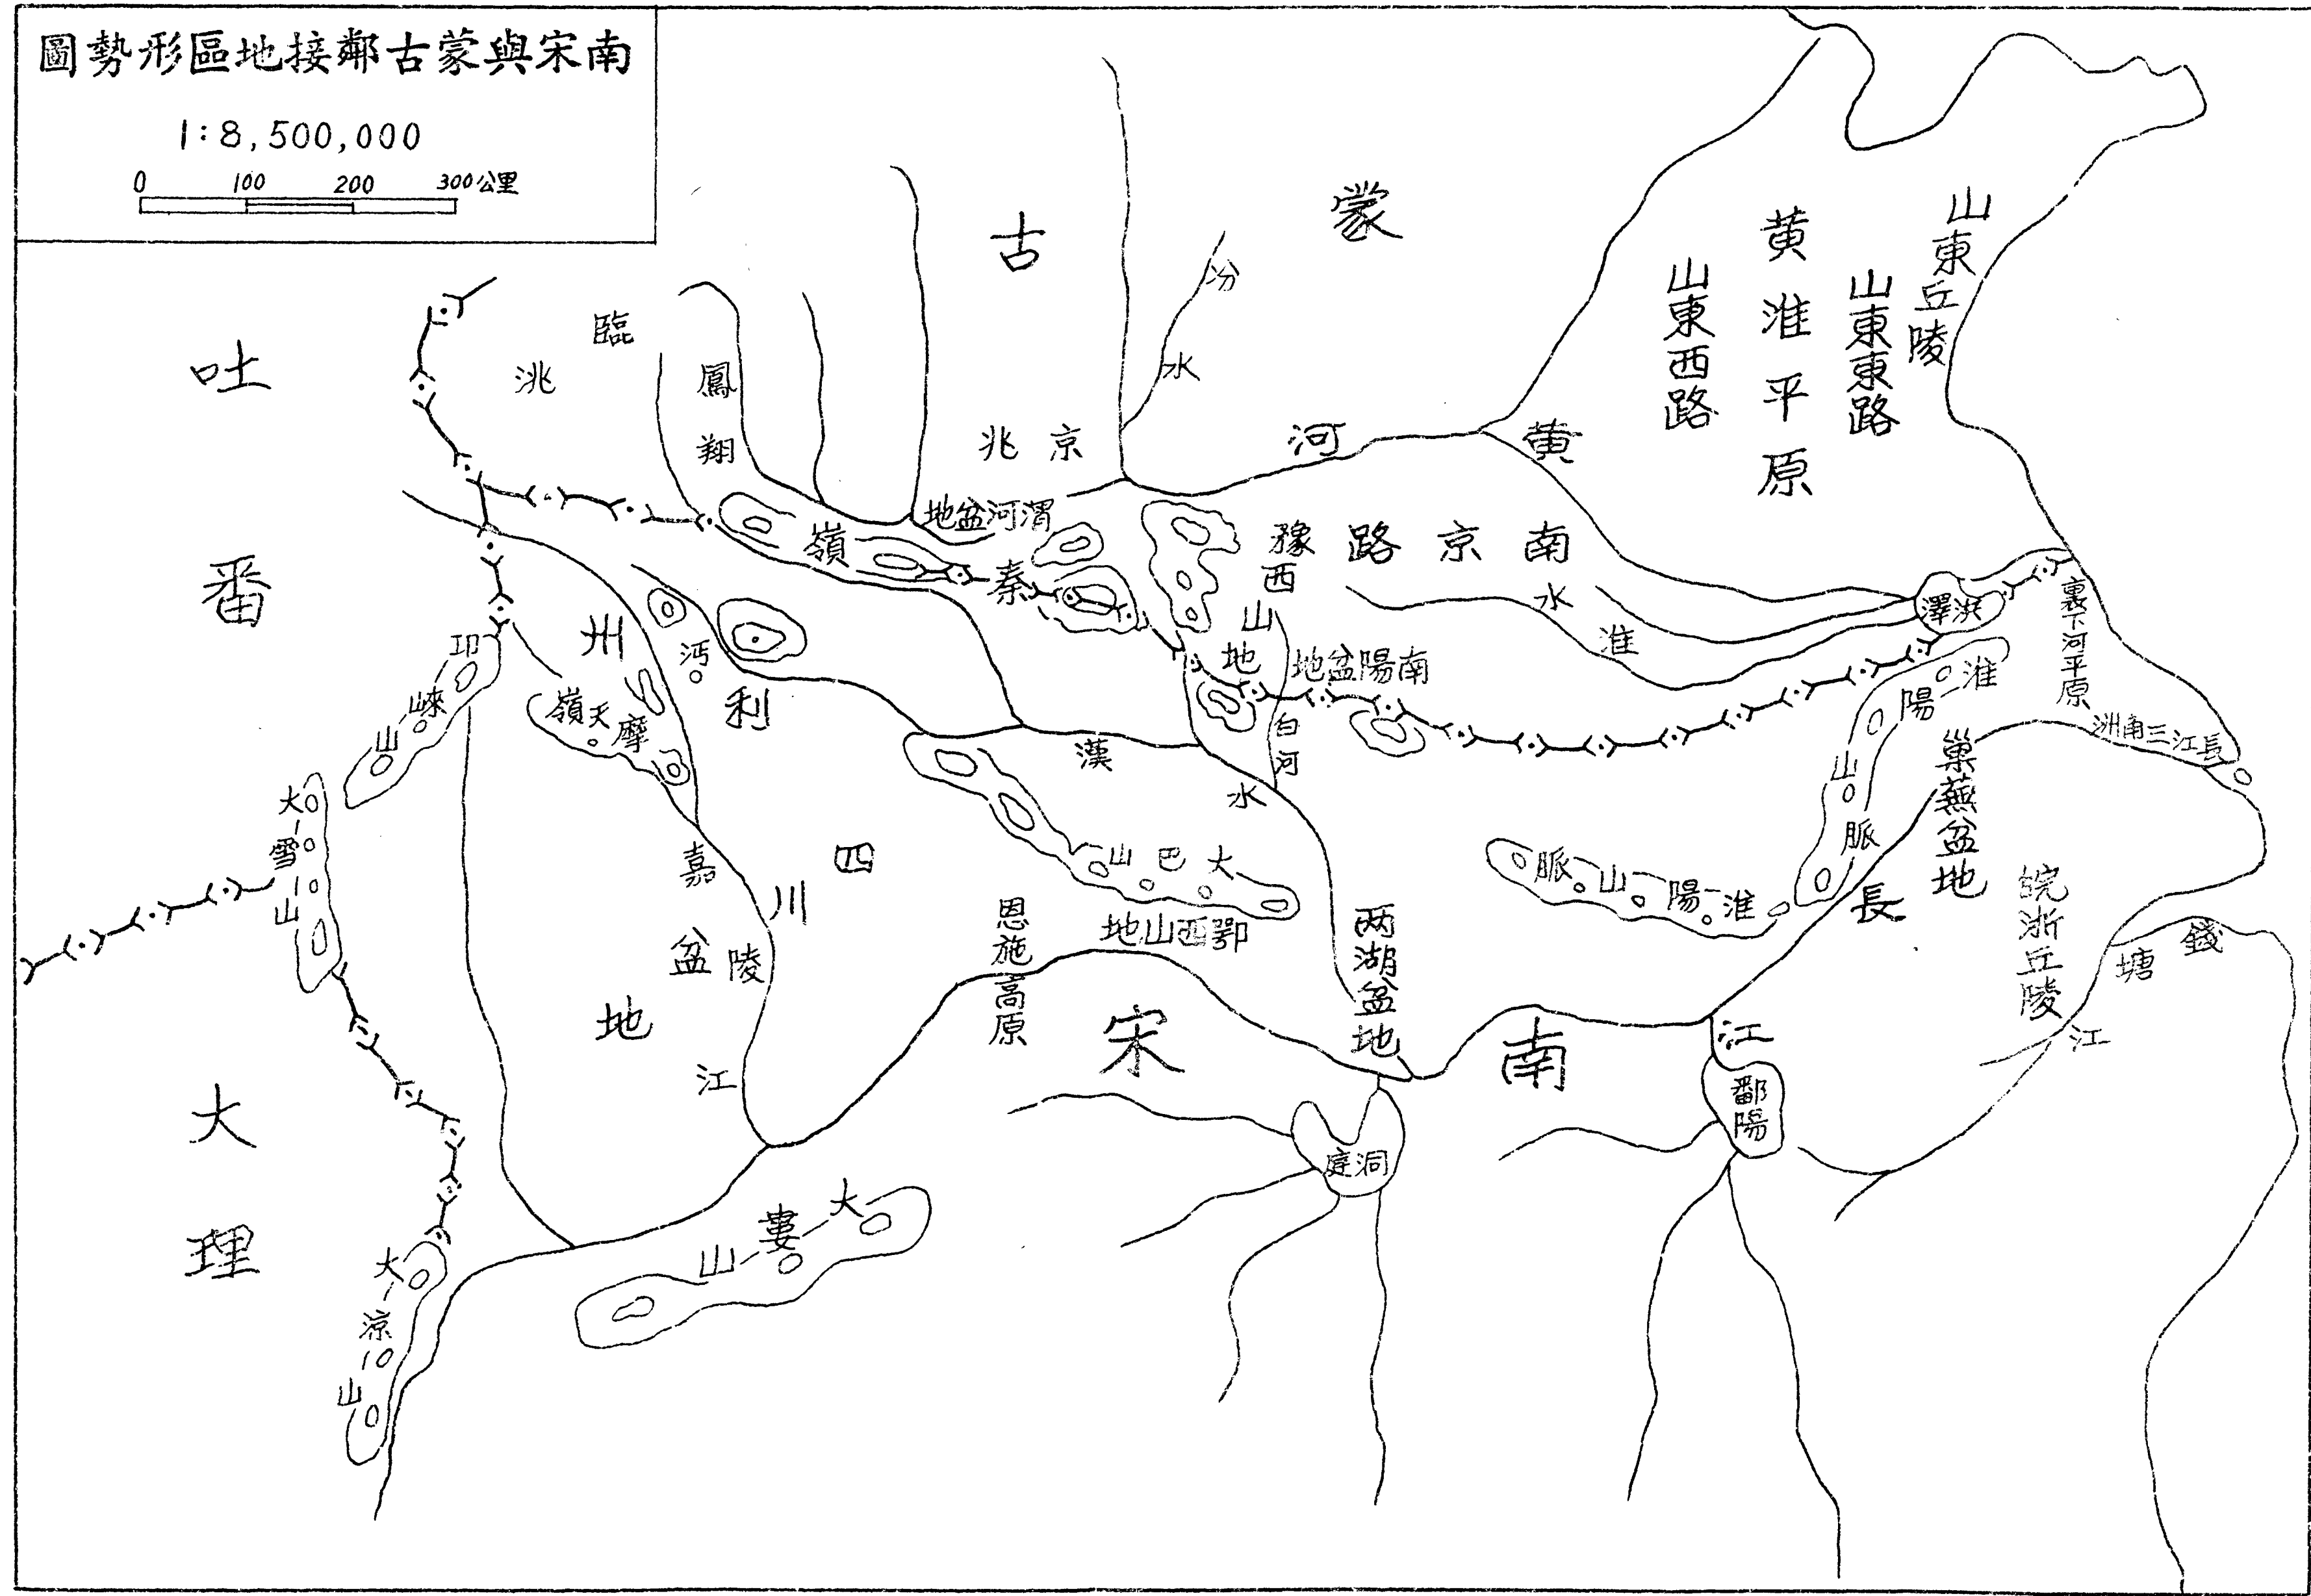 南宋與蒙古鄰接地區形勢圖
1:8,500,000
0 100 200 300公里
蒙古
吐番
大理
南宋
臨洮
鳳翔
京兆
汾水
黃河
黃淮平原
山東西路
山東東路
山東丘陵
南京路
渭河盆地
秦嶺
豫西山地
淮水
洪澤
裏下河平原
南陽盆地
白河
邛崍山
摩天嶺
利州
沔
漢水
淮陽山脈
淮陽山脈
巢蕪盆地
長江三角洲
大雪山
四川盆地
嘉陵江
大巴山
鄂西山地
恩施高原
兩湖盆地
長江
皖浙丘陵
錢塘江
鄱陽
洞庭
大婁山
大涼山